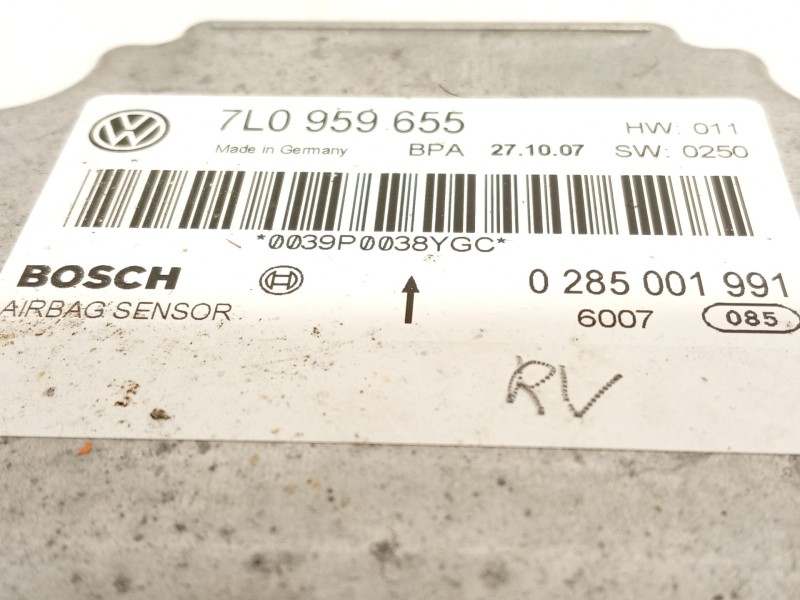 7L0 959 655 HW: 011
Made in Germany BPA 27.10.07 SW: 0250
*0039P0038YGC*
BOSCH 0 285 001 991
AIRBAG SENSOR 6007 085
RV